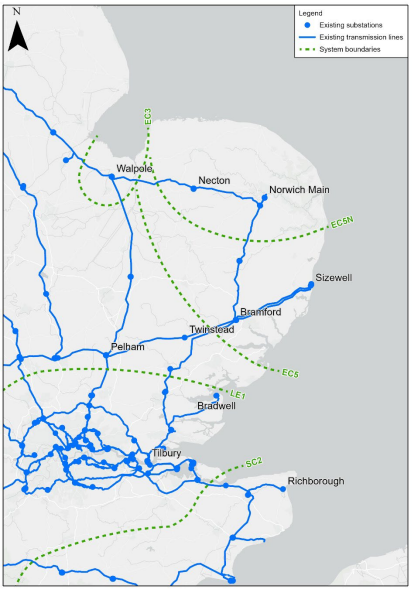 N
Legend
Existing substations
Existing transmission lines
System boundaries
EC3
Walpole
Necton
Norwich Main
EC5N
Sizewell
Bramford
Twinstead
Pelham
EC5
LE1
Bradwell
Tilbury
SC2
Richborough